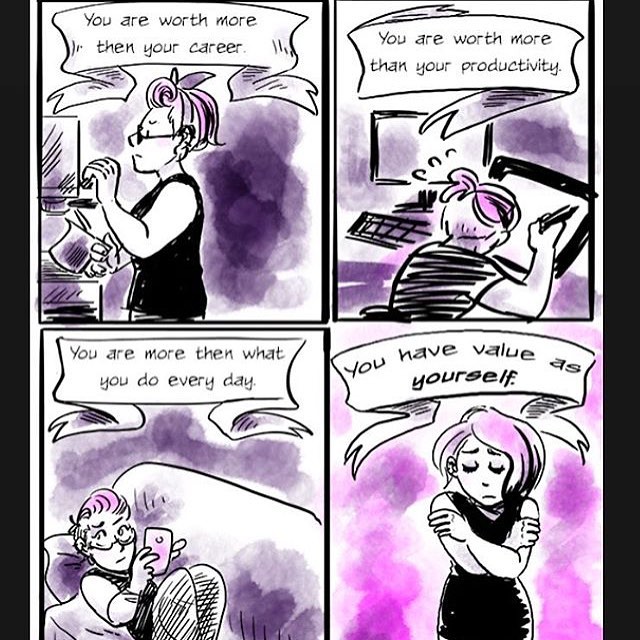 You are worth more
then your career.
You are worth more
than your productivity.
You are more then what
you do every day.
You have value as
yourself.